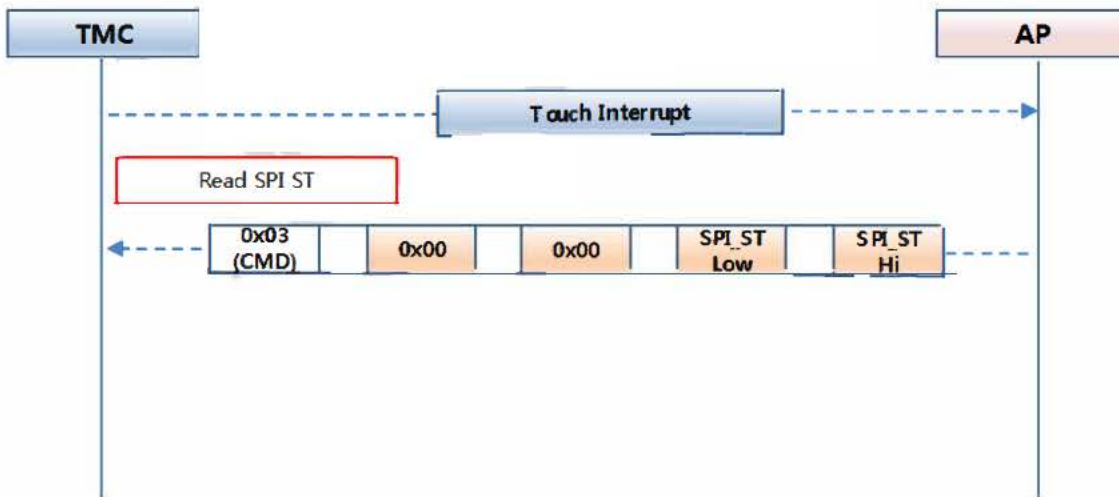 TMC
AP
Touch Interrupt
Read SPI ST
0x03
(CMD)
0x00
0x00
SPI_ST
Low
SPI_ST
Hi